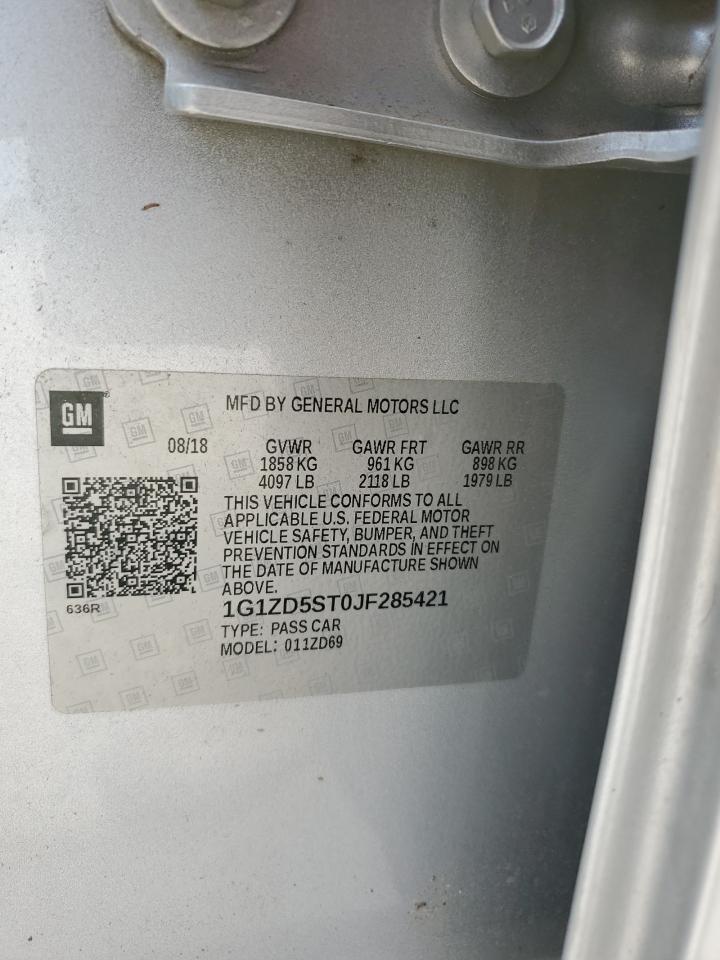 GM
MFD BY GENERAL MOTORS LLC
08/18 GVWR GAWR FRT GAWR RR
1858 KG 961 KG 898 KG
4097 LB 2118 LB 1979 LB
THIS VEHICLE CONFORMS TO ALL
APPLICABLE U.S. FEDERAL MOTOR
VEHICLE SAFETY, BUMPER, AND THEFT
PREVENTION STANDARDS IN EFFECT ON
THE DATE OF MANUFACTURE SHOWN
ABOVE.
636R
1G1ZD5ST0JF285421
TYPE: PASS CAR
MODEL: 011ZD69